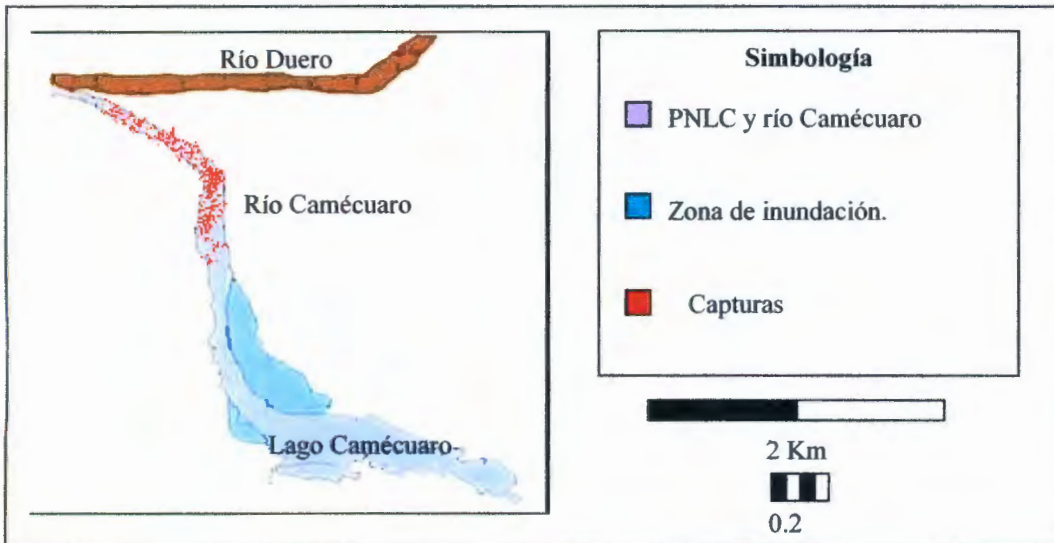 Río Duero
Río Camécuaro
Lago Camécuaro
Simbología
PNLC y río Camécuaro
Zona de inundación.
Capturas
2 Km
0.2